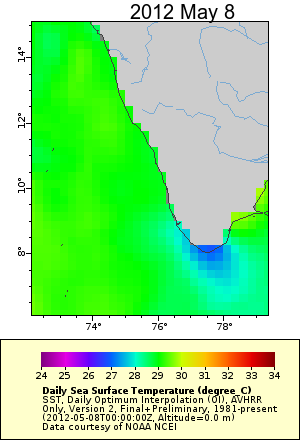 2012 May 8
14°
12°
10°
8°
74°
76°
78°
24 25 26 27 28 29 30 31 32 33 34
Daily Sea Surface Temperature (degree_C)
SST, Daily Optimum Interpolation (OI), AVHRR
Only, Version 2, Final+Preliminary, 1981-present
(2012-05-08T00:00:00Z, Altitude=0.0 m)
Data courtesy of NOAA NCEI